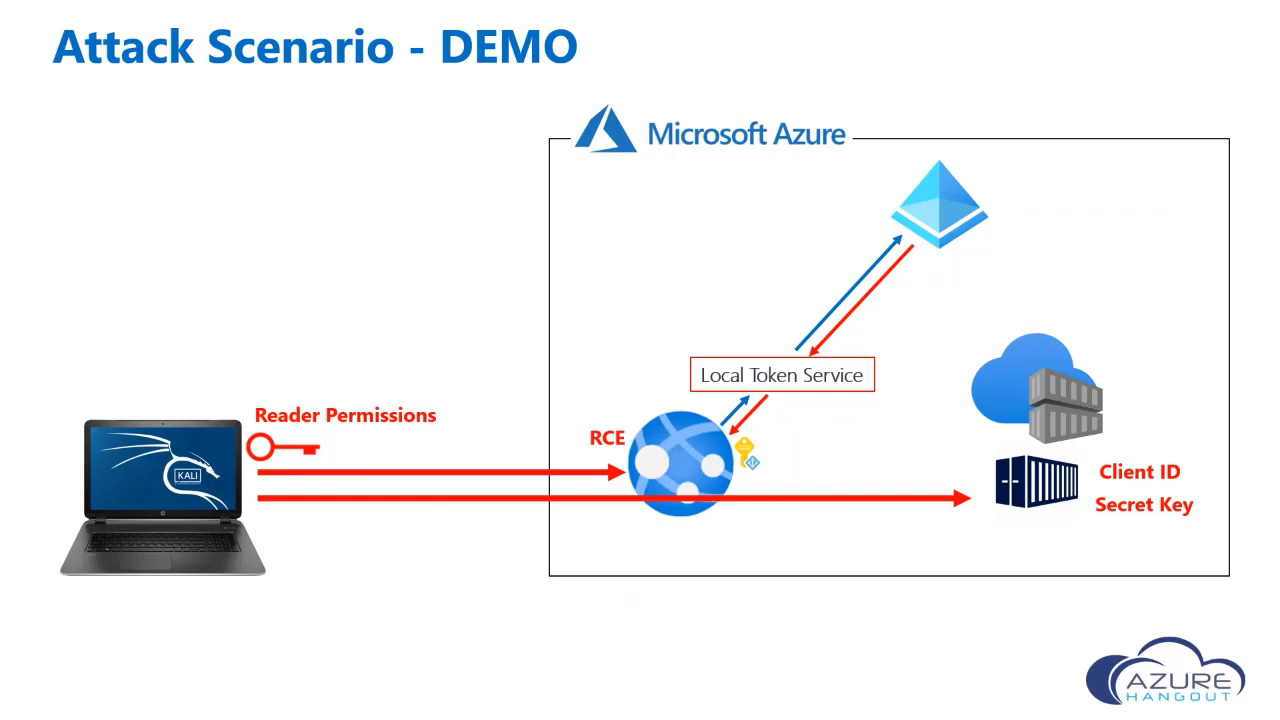 Attack Scenario - DEMO
Microsoft Azure
Local Token Service
Reader Permissions
RCE
KALI
Client ID
Secret Key
AZURE
HANGOUT